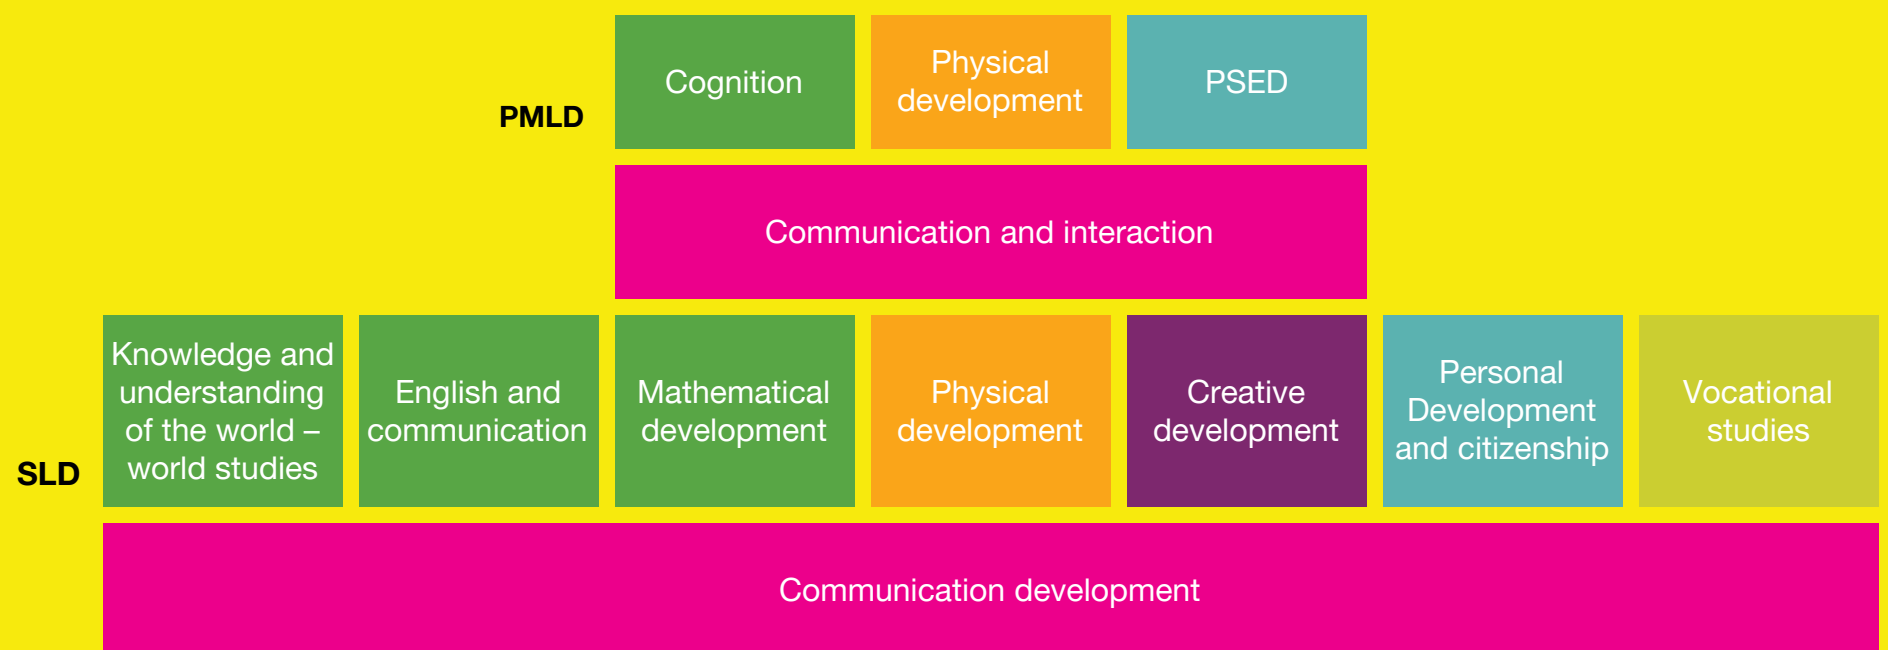 PMLD
Cognition
Physical
development
PSED
Communication and interaction
SLD
Knowledge and
understanding
of the world –
world studies
English and
communication
Mathematical
development
Physical
development
Creative
development
Personal
Development
and citizenship
Vocational
studies
Communication development